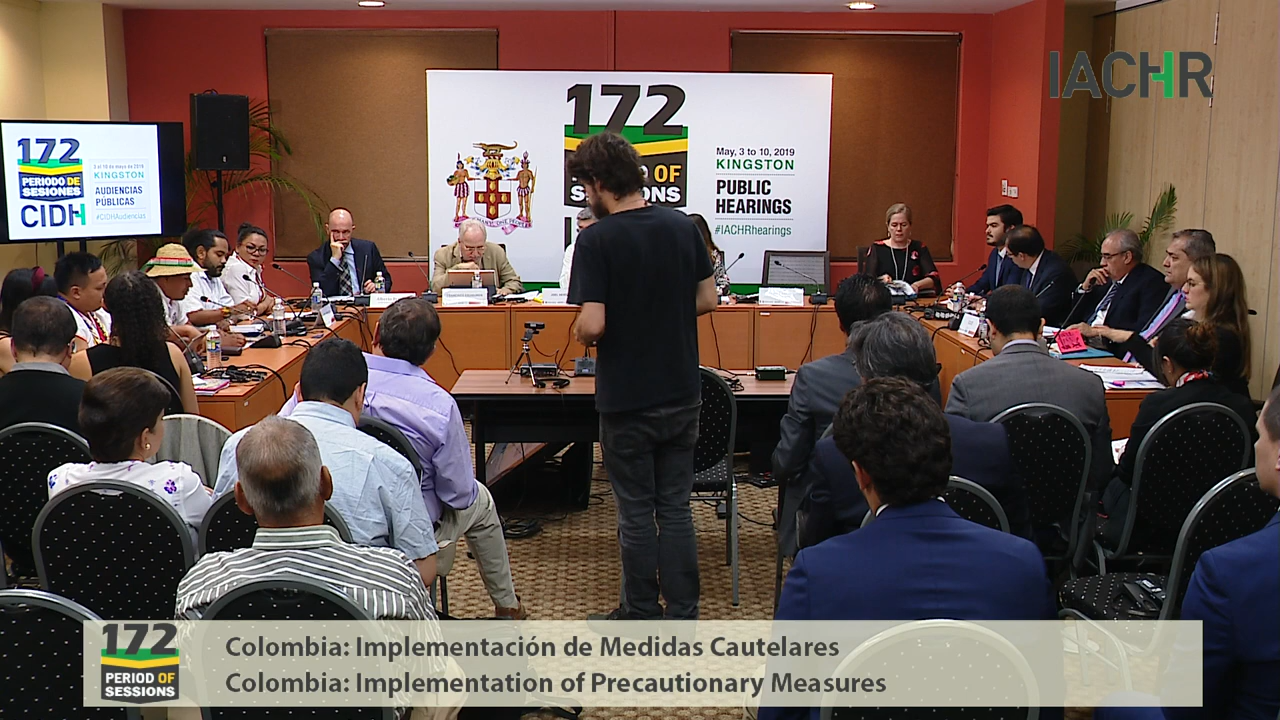 IACHR
172
PERIODO DE
SESIONES
CIDH
3 al 10 de mayo de 2019
KINGSTON
AUDIENCIAS
PÚBLICAS
#CIDHAudiencias
172
OF
May, 3 to 10, 2019
KINGSTON
PUBLIC
HEARINGS
#IACHRhearings
172
PERIOD OF
SESSIONS
Colombia: Implementación de Medidas Cautelares
Colombia: Implementation of Precautionary Measures